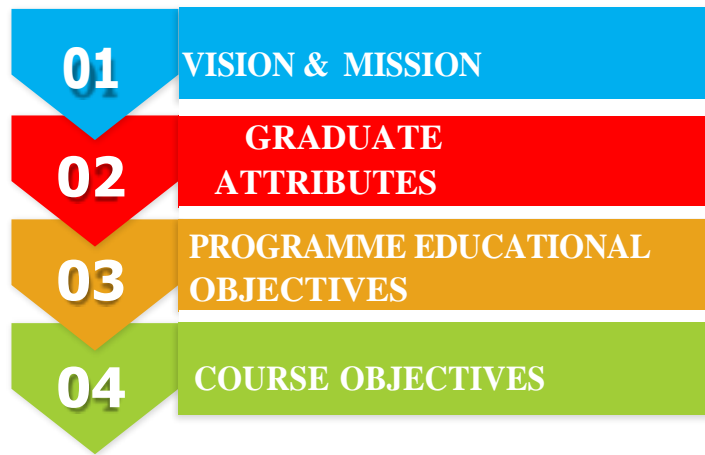 01
VISION & MISSION
02
GRADUATE
ATTRIBUTES
03
PROGRAMME EDUCATIONAL
OBJECTIVES
04
COURSE OBJECTIVES